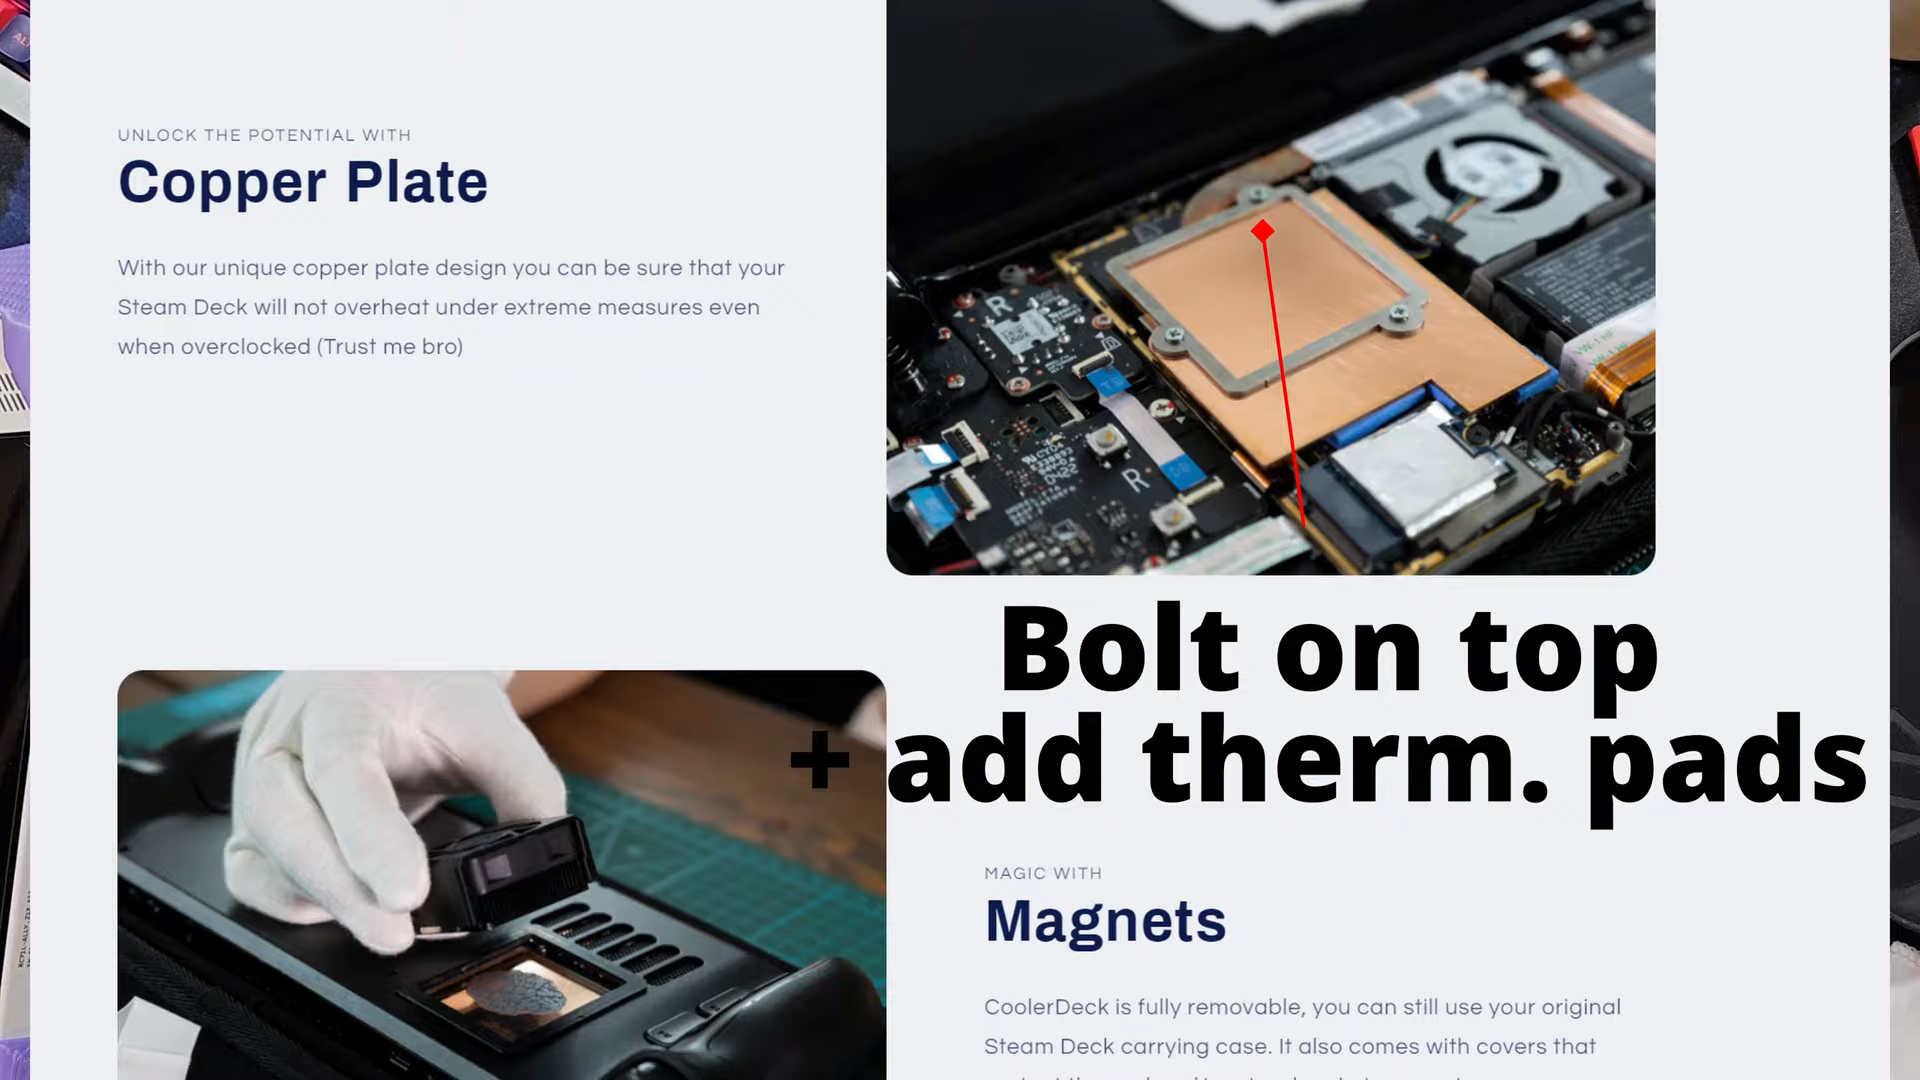 UNLOCK THE POTENTIAL WITH
Copper Plate
With our unique copper plate design you can be sure that your
Steam Deck will not overheat under extreme measures even
when overclocked (Trust me bro)
R
R
Bolt on top
+ add therm. pads
MAGIC WITH
Magnets
CoolerDeck is fully removable, you can still use your original
Steam Deck carrying case. It also comes with covers that